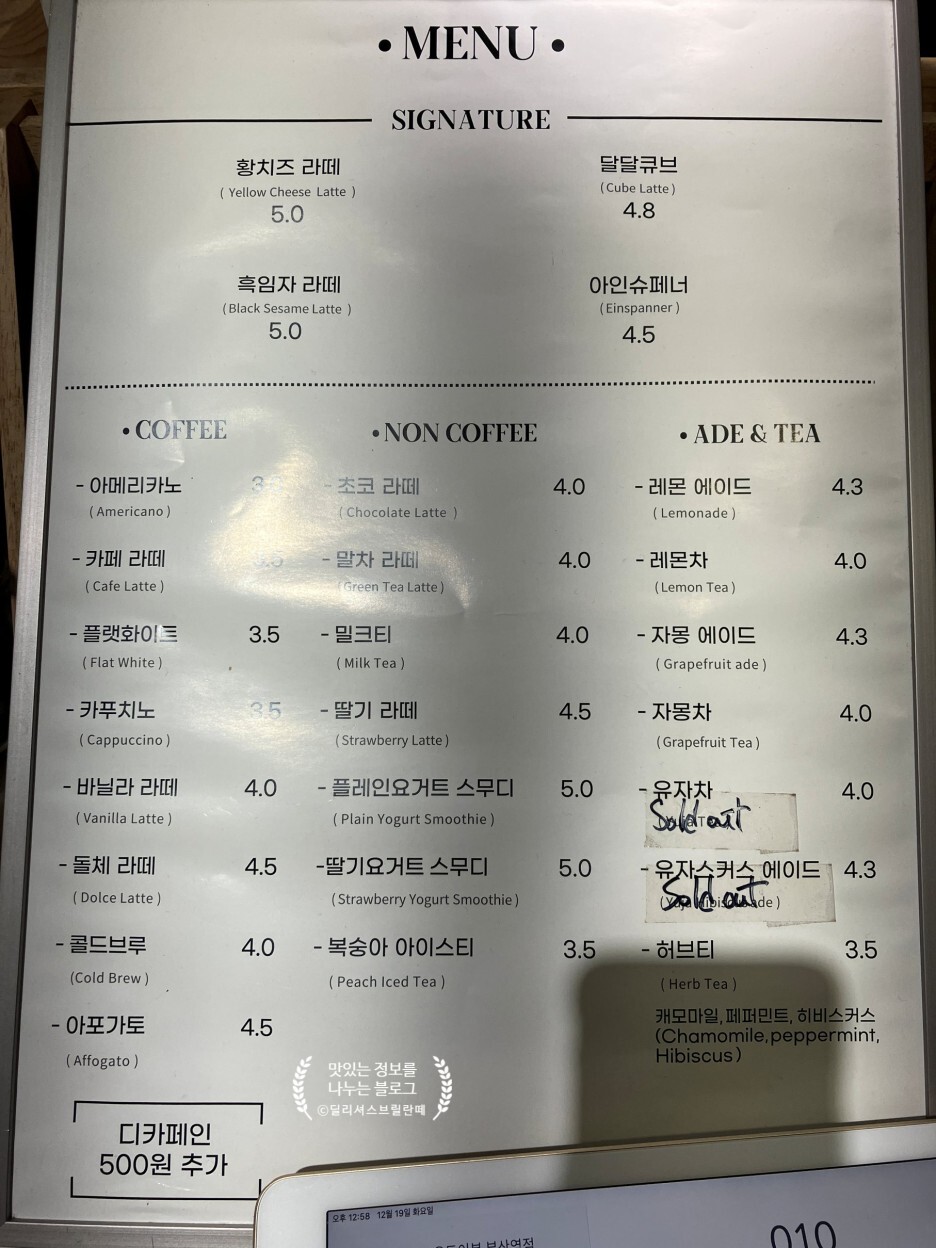 • MENU •
SIGNATURE
황치즈 라떼
( Yellow Cheese Latte )
5.0
달달큐브
( Cube Latte )
4.8
흑임자 라떼
( Black Sesame Latte )
5.0
아인슈페너
( Einspanner )
4.5
• COFFEE
- 아메리카노
( Americano )
- 카페 라떼 3.5
( Cafe Latte )
- 플랫화이트 3.5
( Flat White )
- 카푸치노 3.5
( Cappuccino )
- 바닐라 라떼 4.0
( Vanilla Latte )
- 돌체 라떼 4.5
( Dolce Latte )
- 콜드브루 4.0
(Cold Brew )
- 아포가토 4.5
( Affogato )
디카페인
500원 추가
• NON COFFEE
- 초코 라떼 4.0
( Chocolate Latte )
- 말차 라떼 4.0
(Green Tea Latte )
- 밀크티 4.0
( Milk Tea )
- 딸기 라떼 4.5
( Strawberry Latte )
- 플레인요거트 스무디 5.0
( Plain Yogurt Smoothie )
-딸기요거트 스무디 5.0
( Strawberry Yogurt Smoothie )
- 복숭아 아이스티 3.5
( Peach Iced Tea )
• ADE & TEA
- 레몬 에이드 4.3
( Lemonade )
- 레몬차 4.0
(Lemon Tea )
- 자몽 에이드 4.3
( Grapefruit ade )
- 자몽차 4.0
(Grapefruit Tea )
- 유자차 4.0
Sold out
- 유자스커스 에이드 4.3
Sold out
- 허브티 3.5
( Herb Tea )
캐모마일, 페퍼민트, 히비스커스
(Chamomile, peppermint,
Hibiscus )
맛있는 정보를
나누는 블로그
©딜리셔스브릴란떼
오후 12:58 12월 19일 화요일
010